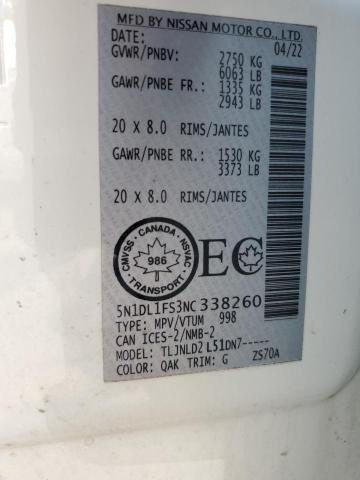 MFD BY NISSAN MOTOR CO., LTD.
DATE: 04/22
GVWR/PNBV: 2750 KG
6063 LB
GAWR/PNBE FR.: 1335 KG
2943 LB
20 X 8.0 RIMS/JANTES
GAWR/PNBE RR.: 1530 KG
3373 LB
20 X 8.0 RIMS/JANTES
CANADA
CMVSS NSVAC
986
TRANSPORT
EC
5N1DL1FS3NC338260
TYPE: MPV/VTUM 998
CAN ICES-2/NMB-2
MODEL: TLJNLD2 L51DN7-----
COLOR: QAK TRIM: G ZS70A